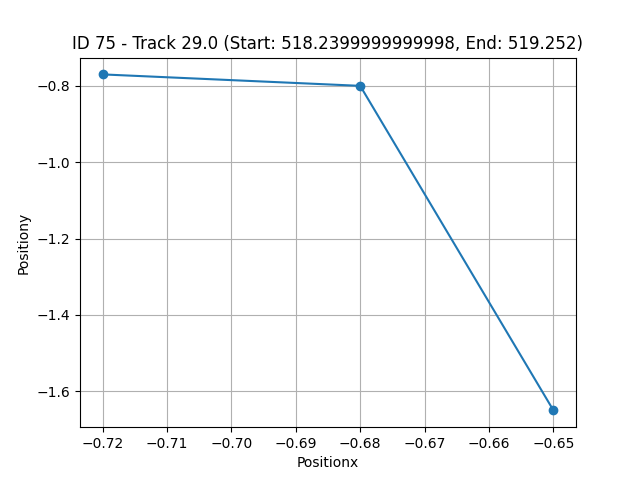 ID 75 - Track 29.0 (Start: 518.2399999999998, End: 519.252)
−0.8
−1.0
−1.2
−1.4
−1.6
Positiony
−0.72 −0.71 −0.70 −0.69 −0.68 −0.67 −0.66 −0.65
Positionx